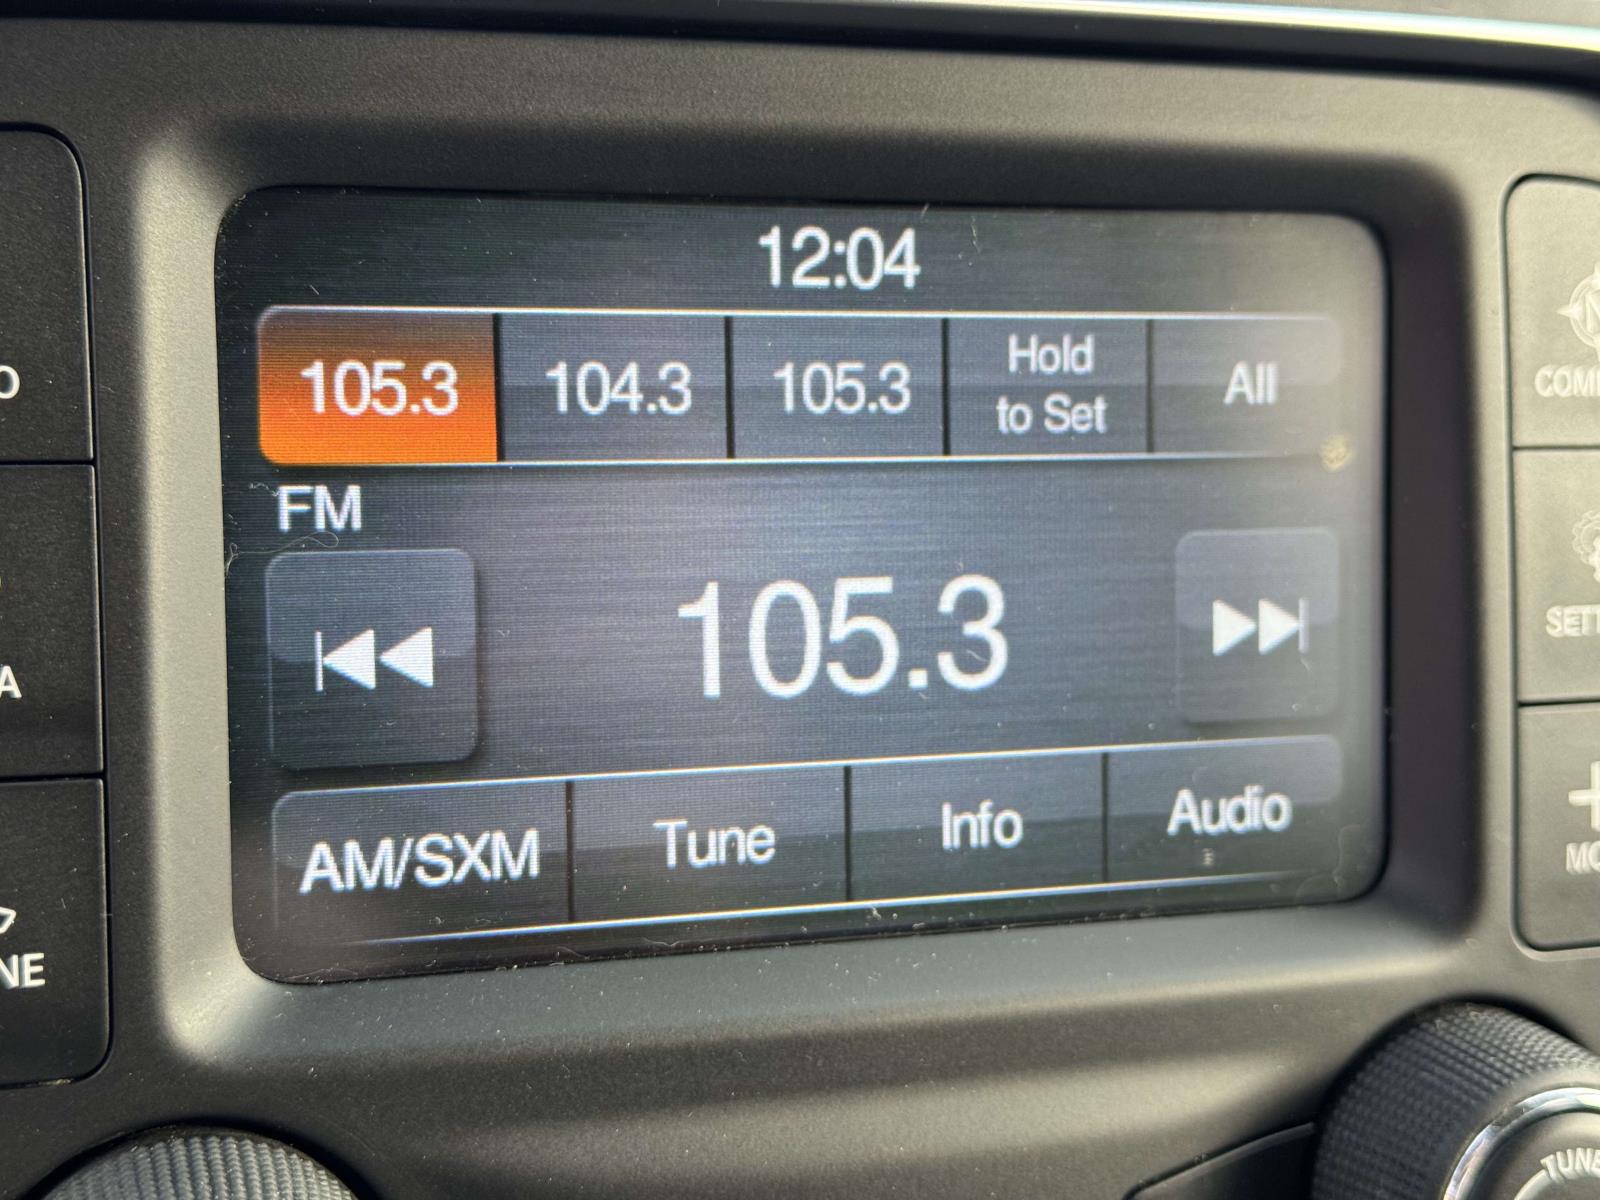 12:04
105.3
104.3
105.3
Hold
to Set
All
FM
105.3
AM/SXM
Tune
Info
Audio
TUNE